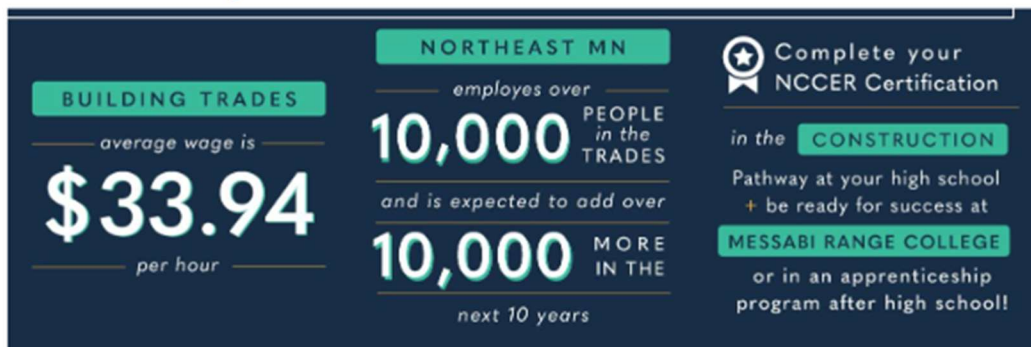 BUILDING TRADES
average wage is
$33.94
per hour
NORTHEAST MN
employes over
10,000
PEOPLE
in the
TRADES
and is expected to add over
10,000
MORE
IN THE
next 10 years
Complete your
NCCER Certification
in the CONSTRUCTION
Pathway at your high school
+ be ready for success at
MESSABI RANGE COLLEGE
or in an apprenticeship
program after high school!